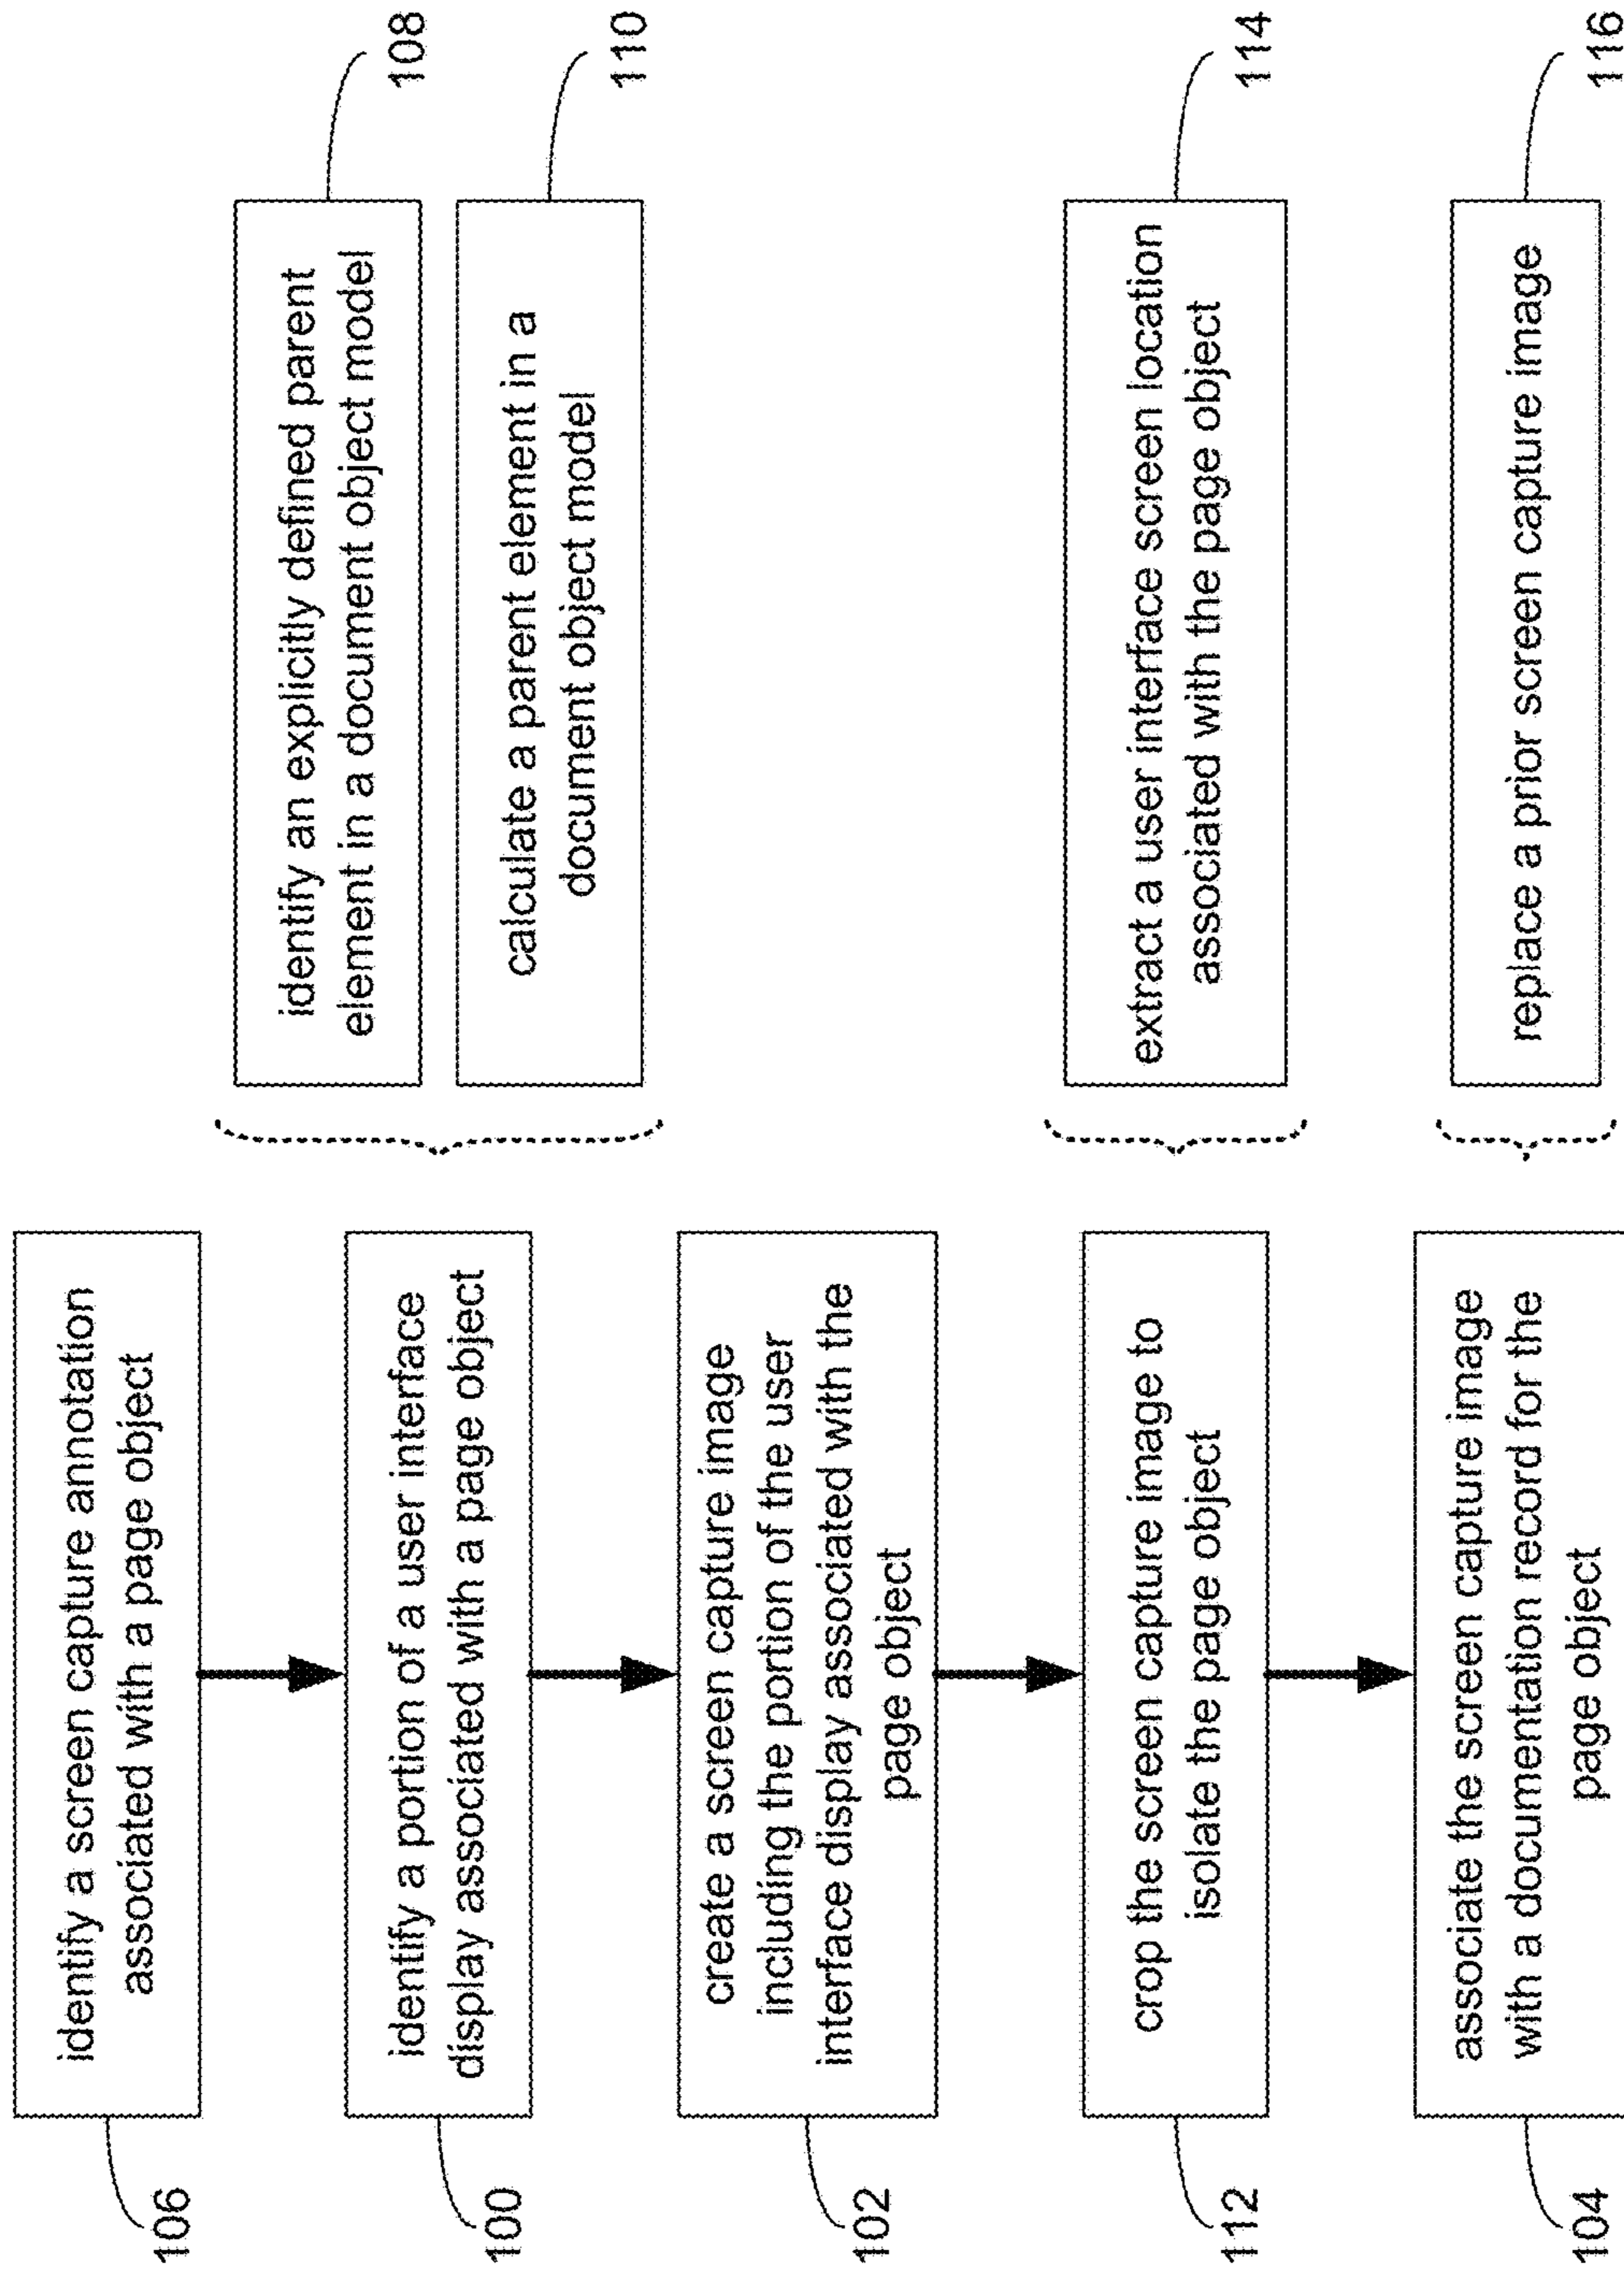 106
identify a screen capture annotation
associated with a page object
100
identify a portion of a user interface
display associated with a page object
identify an explicitly defined parent
element in a document object model
108
calculate a parent element in a
document object model
110
102
create a screen capture image
including the portion of the user
interface display associated with the
page object
112
crop the screen capture image to
isolate the page object
extract a user interface screen location
associated with the page object
114
104
associate the screen capture image
with a documentation record for the
page object
replace a prior screen capture image
116